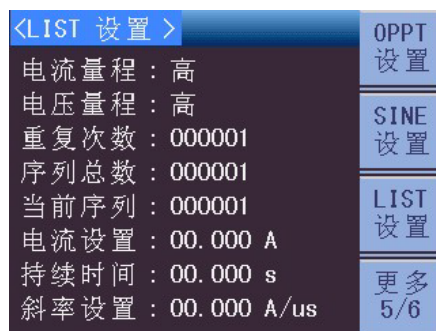 <LIST 设置 >
电流量程 : 高
电压量程 : 高
重复次数 : 000001
序列总数 : 000001
当前序列 : 000001
电流设置 : 00.000 A
持续时间 : 00.000 s
斜率设置 : 00.000 A/us
OPPT
设置
SINE
设置
LIST
设置
更多
5/6